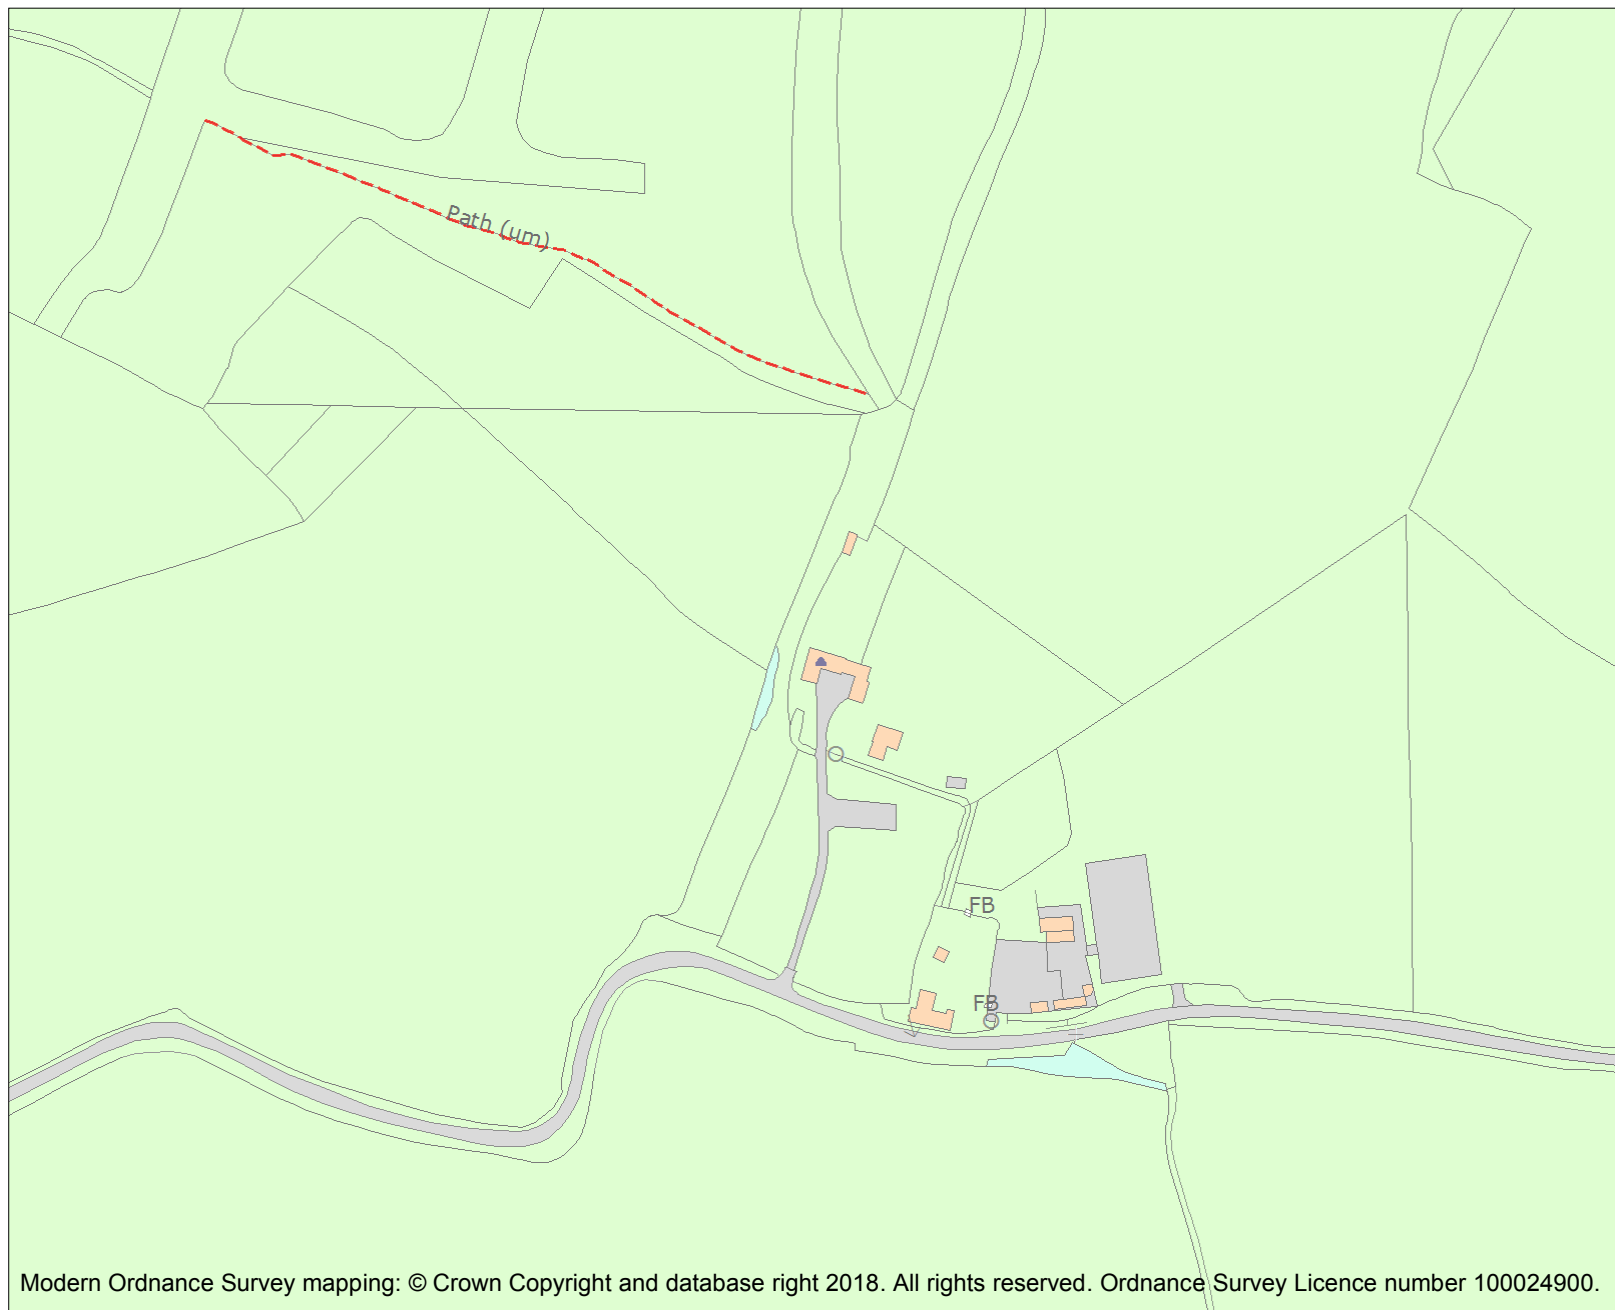 Path (um)
FB
FB
Modern Ordnance Survey mapping: © Crown Copyright and database right 2018. All rights reserved. Ordnance Survey Licence number 100024900.